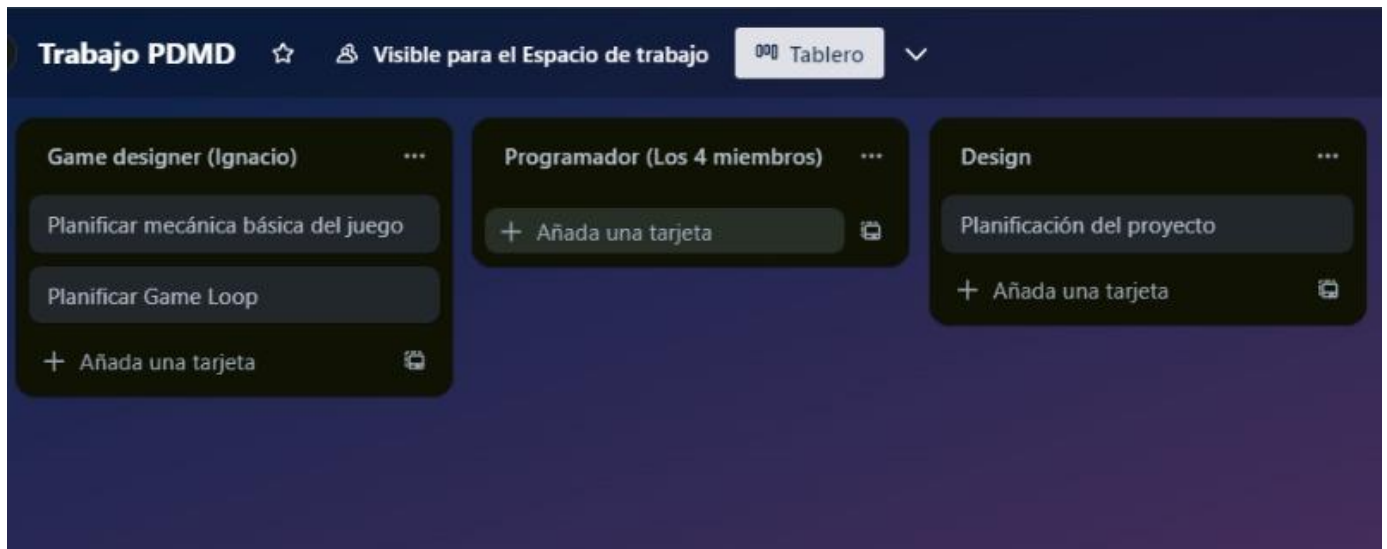 Trabajo PDMD
Visible para el Espacio de trabajo
Tablero
Game designer (Ignacio)
Planificar mecánica básica del juego
Planificar Game Loop
+ Añada una tarjeta
Programador (Los 4 miembros)
+ Añada una tarjeta
Design
Planificación del proyecto
+ Añada una tarjeta